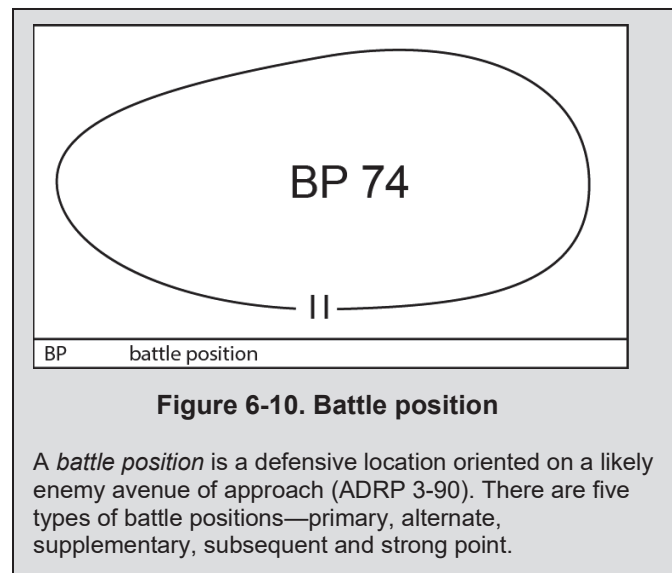 BP 74
II
BP battle position
Figure 6-10. Battle position
A battle position is a defensive location oriented on a likely
enemy avenue of approach (ADRP 3-90). There are five
types of battle positions—primary, alternate,
supplementary, subsequent and strong point.